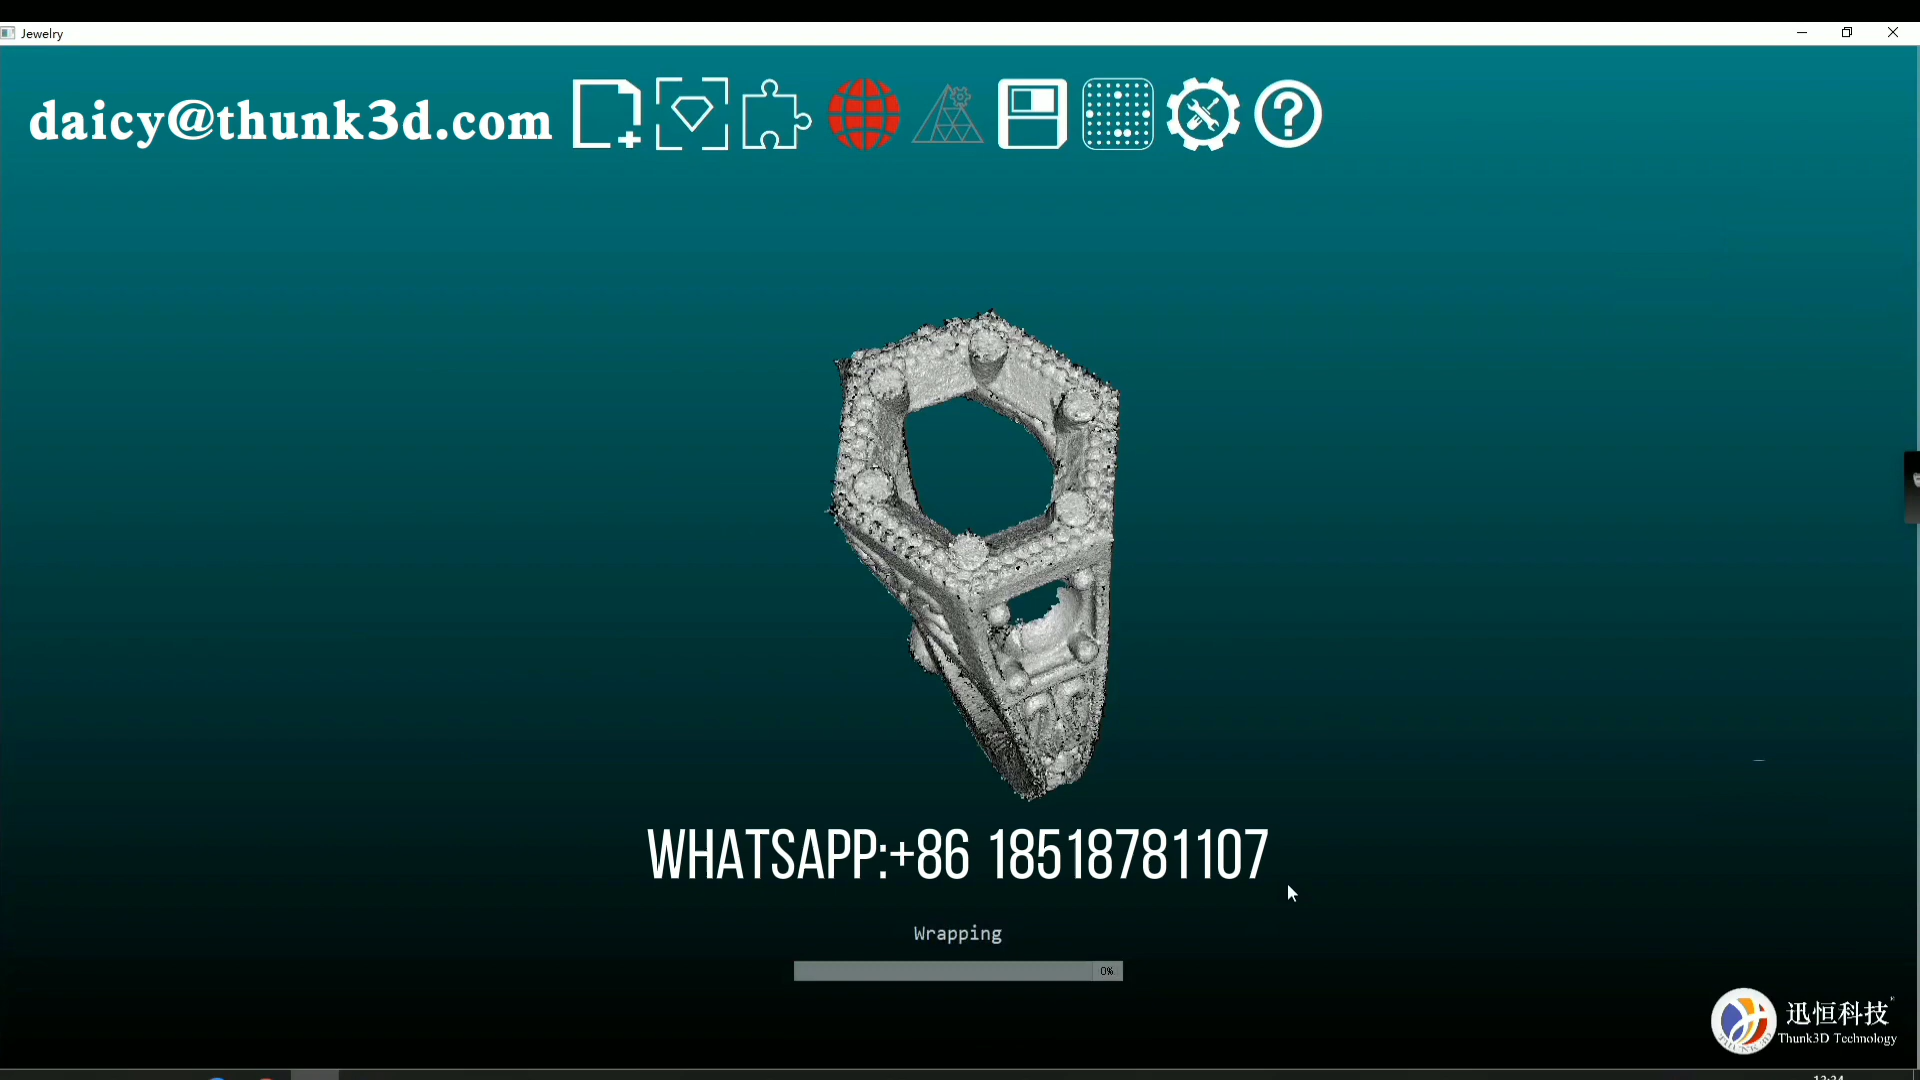 Jewelry
daicy@thunk3d.com
WHATSAPP:+86 18518781107
Wrapping
0%
迅恒科技
Thunk3D Technology